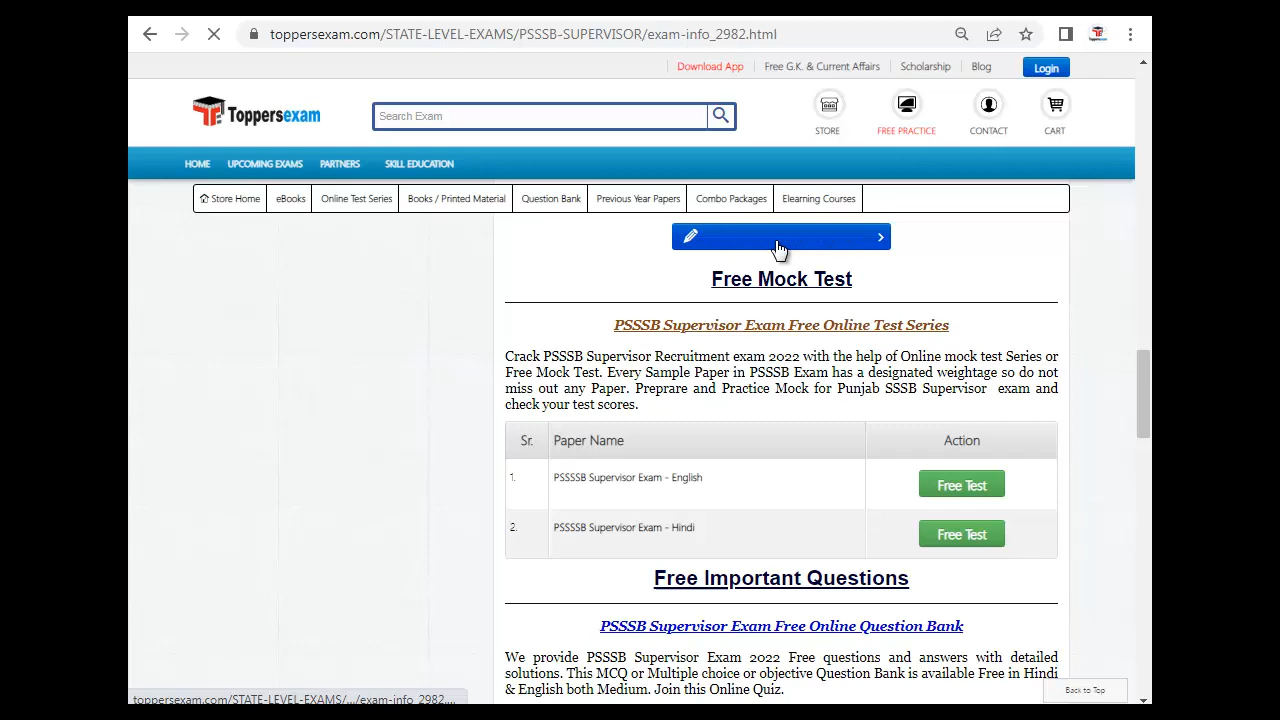 toppersexam.com/STATE-LEVEL-EXAMS/PSSSB-SUPERVISOR/exam-info_2982.html
Download App Free G.K. & Current Affairs Scholarship Blog Login
Toppersexam
Search Exam
STORE FREE PRACTICE CONTACT CART
HOME UPCOMING EXAMS PARTNERS SKILL EDUCATION
Store Home eBooks Online Test Series Books / Printed Material Question Bank Previous Year Papers Combo Packages Elearning Courses
Free Mock Test
PSSSB Supervisor Exam Free Online Test Series
Crack PSSSB Supervisor Recruitment exam 2022 with the help of Online mock test Series or
Free Mock Test. Every Sample Paper in PSSSB Exam has a designated weightage so do not
miss out any Paper. Preprare and Practice Mock for Punjab SSSB Supervisor exam and
check your test scores.
Sr. Paper Name Action
1. PSSSSB Supervisor Exam - English Free Test
2. PSSSSB Supervisor Exam - Hindi Free Test
Free Important Questions
PSSSB Supervisor Exam Free Online Question Bank
We provide PSSSB Supervisor Exam 2022 Free questions and answers with detailed
solutions. This MCQ or Multiple choice or objective Question Bank is available Free in Hindi
& English both Medium. Join this Online Quiz.
Back to Top
toppersexam.com/STATE-LEVEL-EXAMS/.../exam-info_2982....